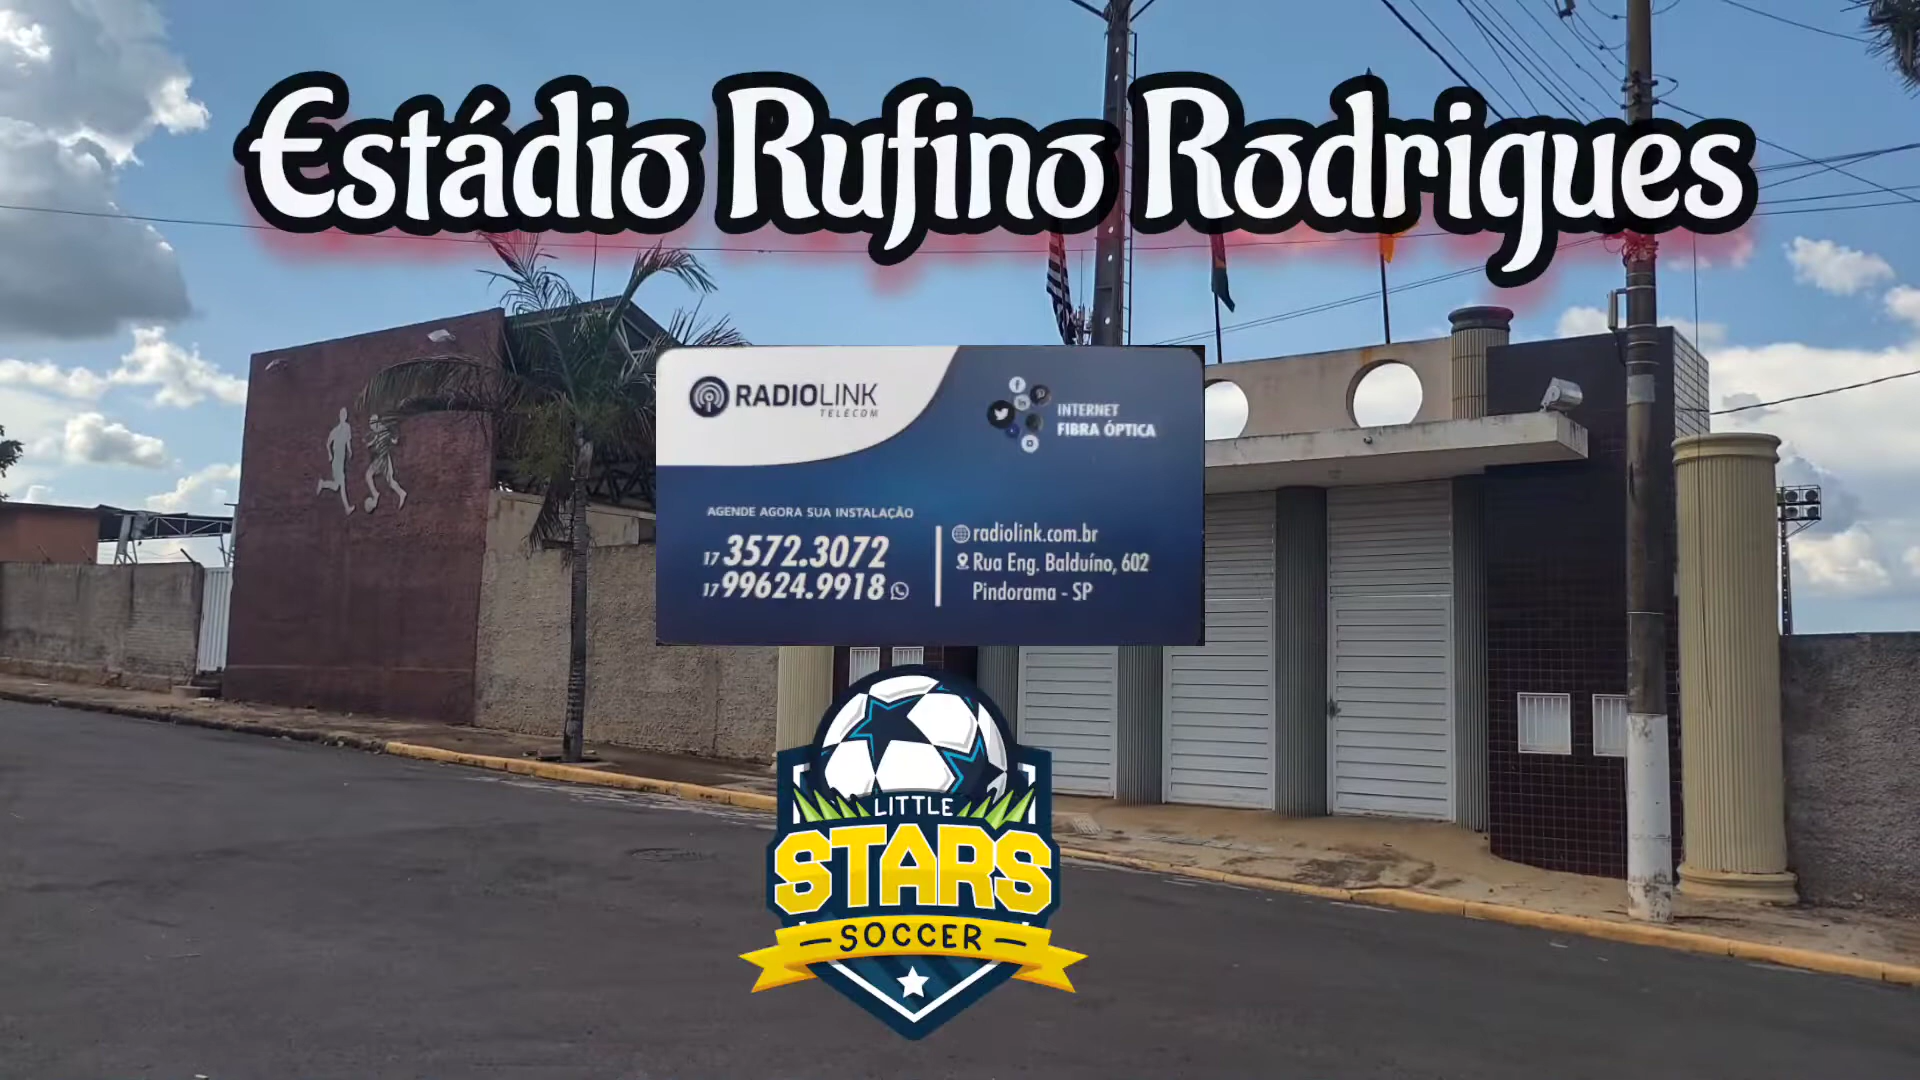 Estádio Rufino Rodrigues
RADIOLINK
TELECOM
INTERNET
FIBRA ÓPTICA
AGENDE AGORA SUA INSTALAÇÃO
17 3572.3072
17 99624.9918
radiolink.com.br
Rua Eng. Balduíno, 602
Pindorama - SP
LITTLE
STARS
SOCCER